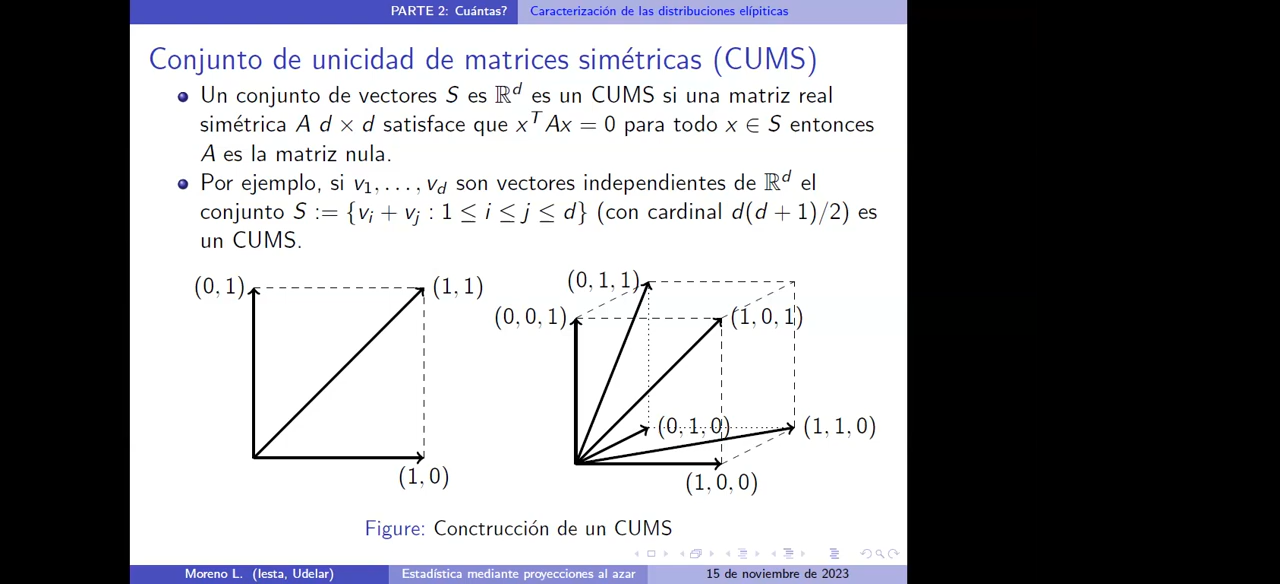 PARTE 2: Cuántas? Caracterización de las distribuciones elípiticas
Conjunto de unicidad de matrices simétricas (CUMS)
Un conjunto de vectores S es ℝ^d es un CUMS si una matriz real
simétrica A d × d satisface que x^T Ax = 0 para todo x ∈ S entonces
A es la matriz nula.
Por ejemplo, si v_1, . . . , v_d son vectores independientes de ℝ^d el
conjunto S := {v_i + v_j : 1 ≤ i ≤ j ≤ d} (con cardinal d(d + 1)/2) es
un CUMS.
(0, 1)
(1, 1)
(1, 0)
(0, 1, 1)
(0, 0, 1)
(1, 0, 1)
(0, 1, 0)
(1, 1, 0)
(1, 0, 0)
Figure: Conctrucción de un CUMS
Moreno L. (Iesta, Udelar) Estadística mediante proyecciones al azar 15 de noviembre de 2023